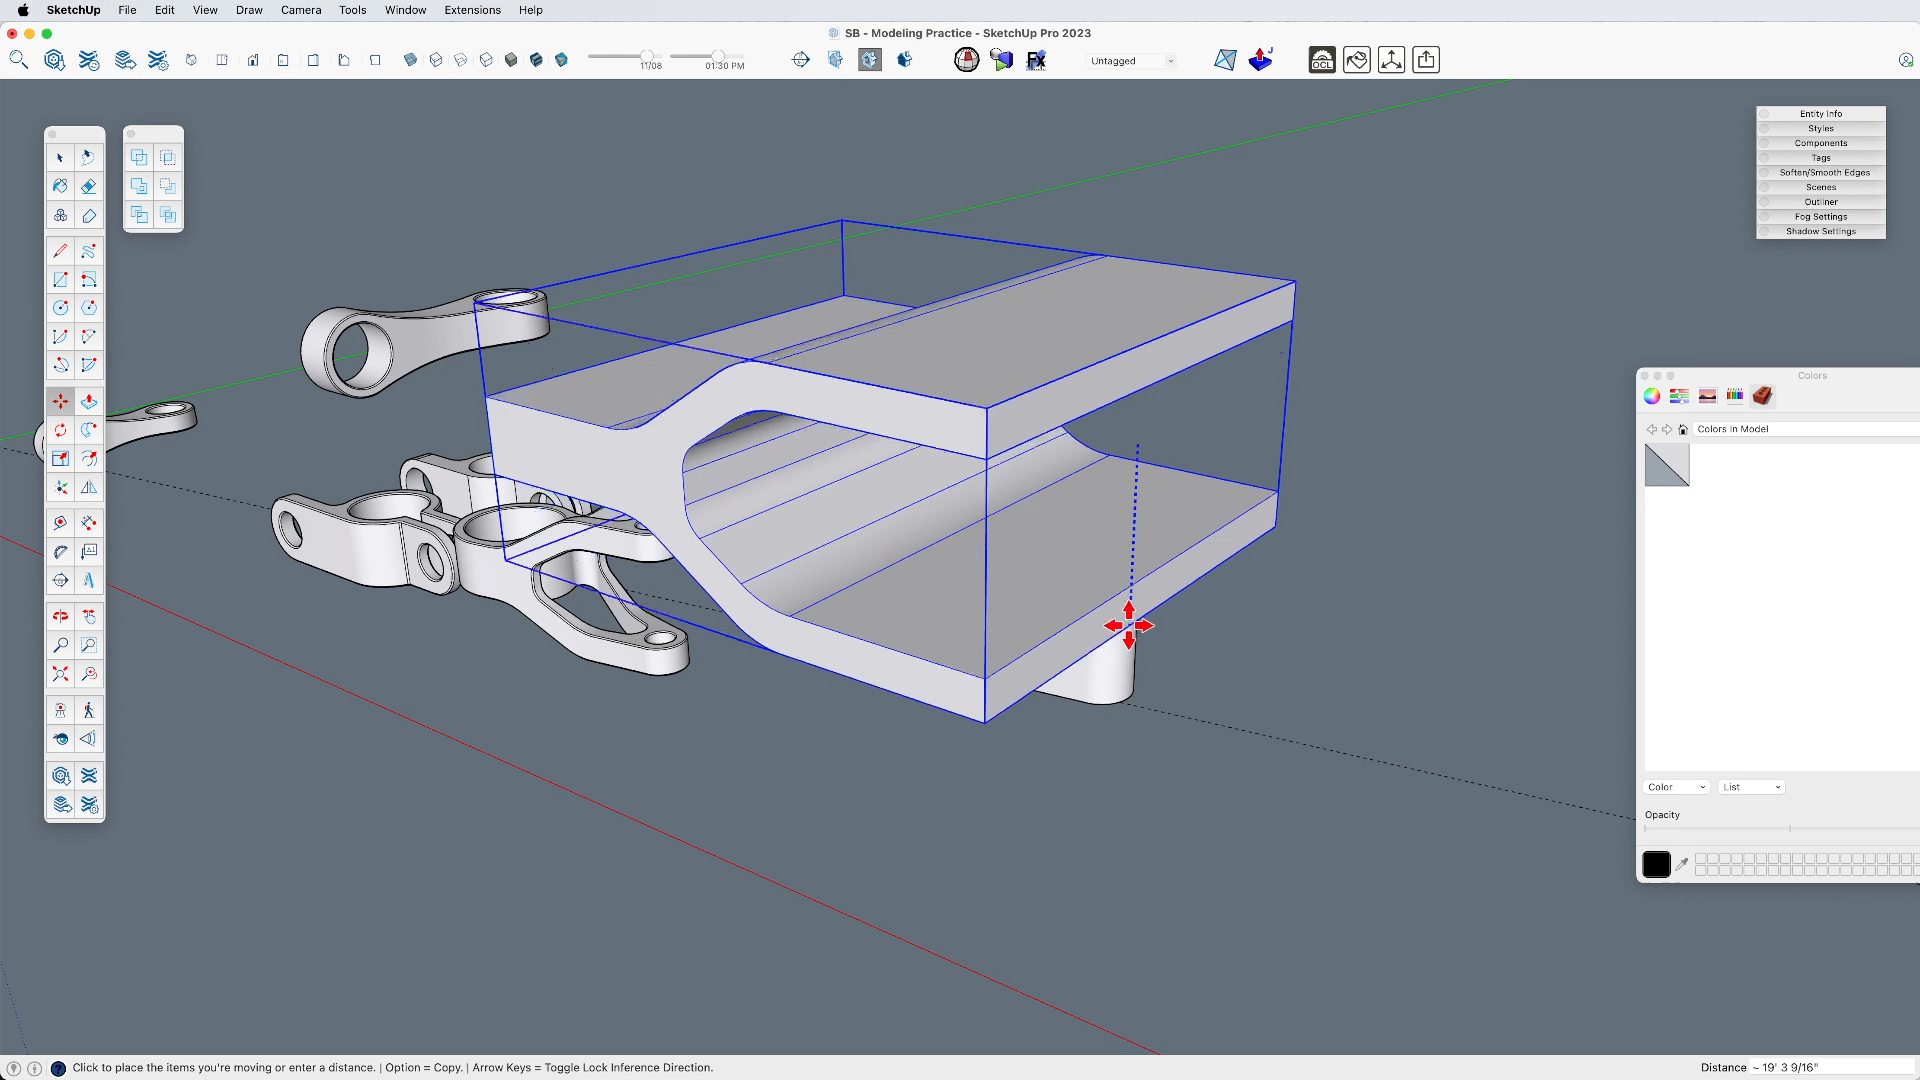 SketchUp File Edit View Draw Camera Tools Window Extensions Help
SB - Modeling Practice - SketchUp Pro 2023
11/08 01:30 PM
Untagged
OCL
Entity Info
Styles
Components
Tags
Soften/Smooth Edges
Scenes
Outliner
Fog Settings
Shadow Settings
Colors
Colors In Model
Color List
Opacity
Click to place the items you're moving or enter a distance. | Option = Copy. | Arrow Keys = Toggle Lock Inference Direction.
Distance ~ 19' 3 9/16"